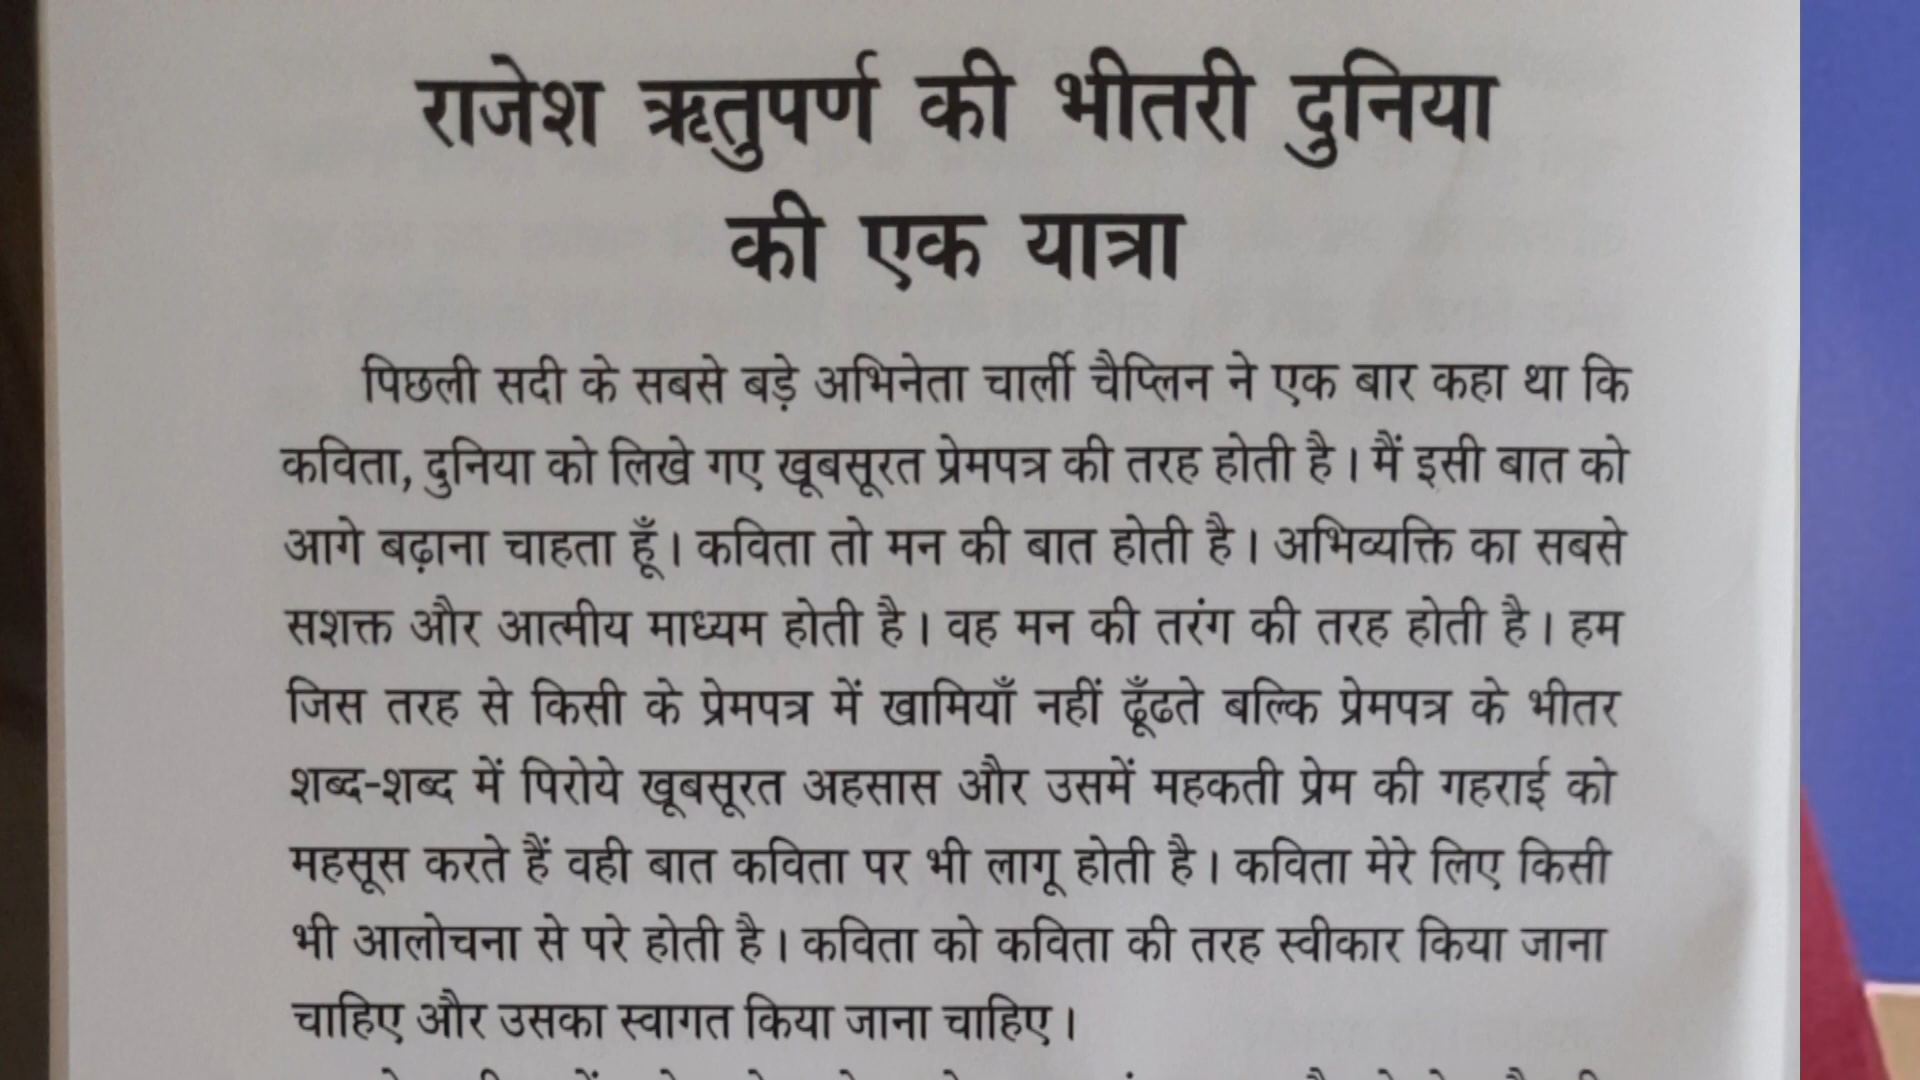 राजेश ऋतुपर्ण की भीतरी दुनिया
की एक यात्रा
पिछली सदी के सबसे बड़े अभिनेता चार्ली चैप्लिन ने एक बार कहा था कि
कविता, दुनिया को लिखे गए खूबसूरत प्रेमपत्र की तरह होती है। मैं इसी बात को
आगे बढ़ाना चाहता हूँ। कविता तो मन की बात होती है। अभिव्यक्ति का सबसे
सशक्त और आत्मीय माध्यम होती है। वह मन की तरंग की तरह होती है। हम
जिस तरह से किसी के प्रेमपत्र में खामियाँ नहीं ढूँढते बल्कि प्रेमपत्र के भीतर
शब्द-शब्द में पिरोये खूबसूरत अहसास और उसमें महकती प्रेम की गहराई को
महसूस करते हैं वही बात कविता पर भी लागू होती है। कविता मेरे लिए किसी
भी आलोचना से परे होती है। कविता को कविता की तरह स्वीकार किया जाना
चाहिए और उसका स्वागत किया जाना चाहिए।